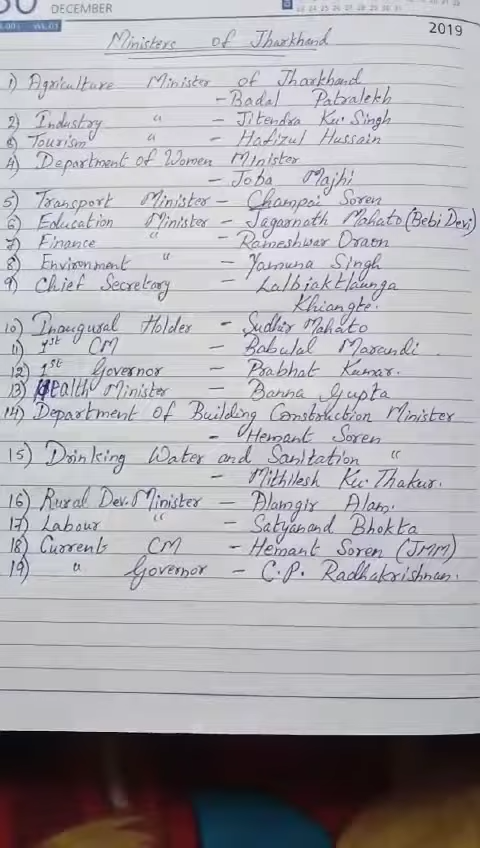 30 DECEMBER
2019
Ministers of Jharkhand
1) Agriculture Minister of Jharkhand
- Badal Patralekh
2) Industry " - Jitendra Ku. Singh
3) Tourism " - Hafizul Hussain
4) Department of Women Minister
- Joba Majhi
5) Transport Minister - Champai Soren
6) Education Minister - Jagarnath Mahato (Bebi Devi)
7) Finance " - Rameshwar Oraon
8) Environment " - Yamuna Singh
9) Chief Secretary - Lalbiaktlaunga
Khiangte.
10) Inaugural Holder - Sudhir Mahato
11) 1st CM - Babulal Marandi.
12) 1st Governor - Prabhat Kumar.
13) Health Minister - Banna Gupta
14) Department of Building Construction Minister
- Hemant Soren
15) Drinking Water and Sanitation "
- Mithilesh Ku. Thakur.
16) Rural Dev. Minister - Alamgir Alam.
17) Labour " - Satyanand Bhokta
18) Current CM - Hemant Soren (JMM)
19) " Governor - C.P. Radhakrishnan.